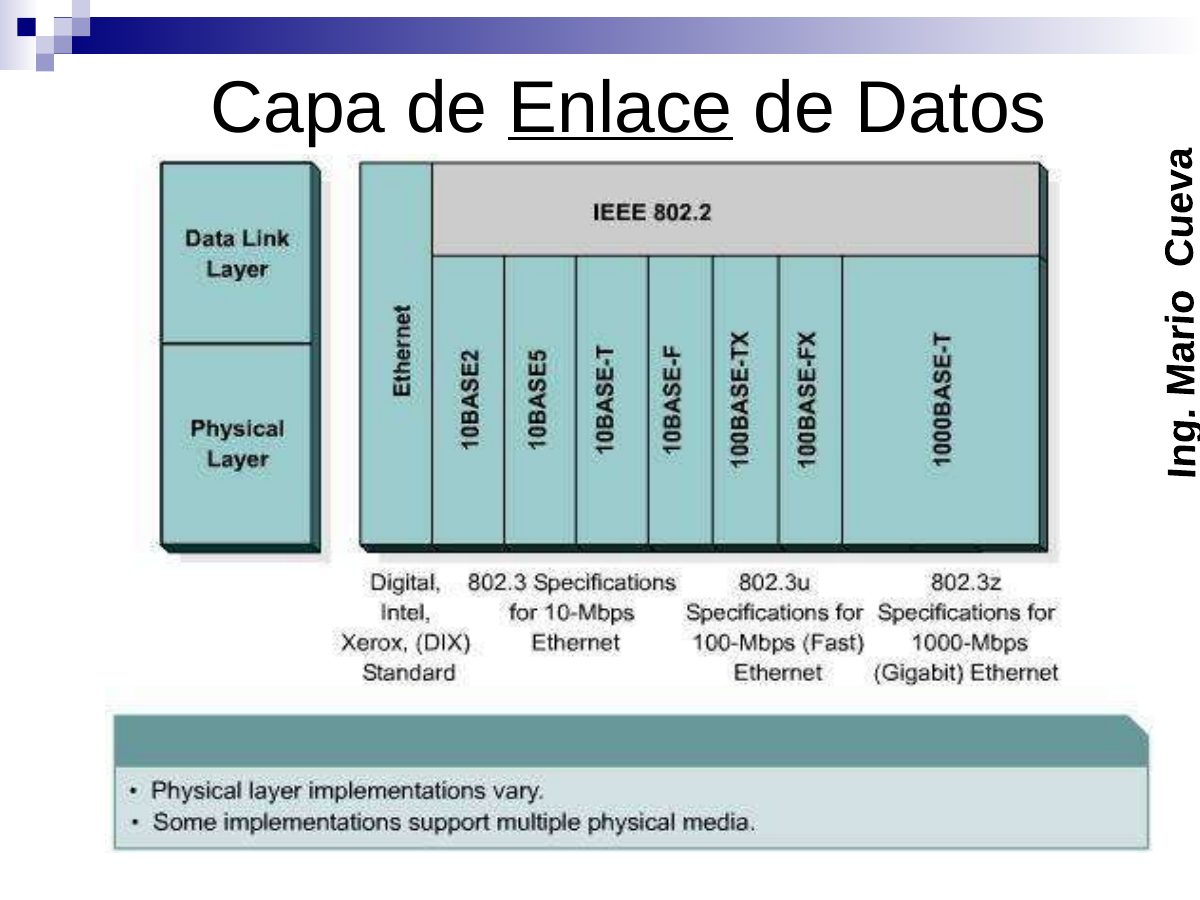 Capa de Enlace de Datos
Ing. Mario Cueva
Data Link
Layer
Physical
Layer
IEEE 802.2
Ethernet
10BASE2
10BASE5
10BASE-T
10BASE-F
100BASE-TX
100BASE-FX
1000BASE-T
Digital,
Intel,
Xerox, (DIX)
Standard
802.3 Specifications
for 10-Mbps
Ethernet
802.3u
Specifications for
100-Mbps (Fast)
Ethernet
802.3z
Specifications for
1000-Mbps
(Gigabit) Ethernet
• Physical layer implementations vary.
• Some implementations support multiple physical media.